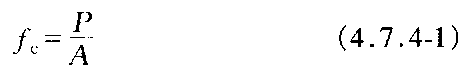 f_c = P/A (4.7.4-1)